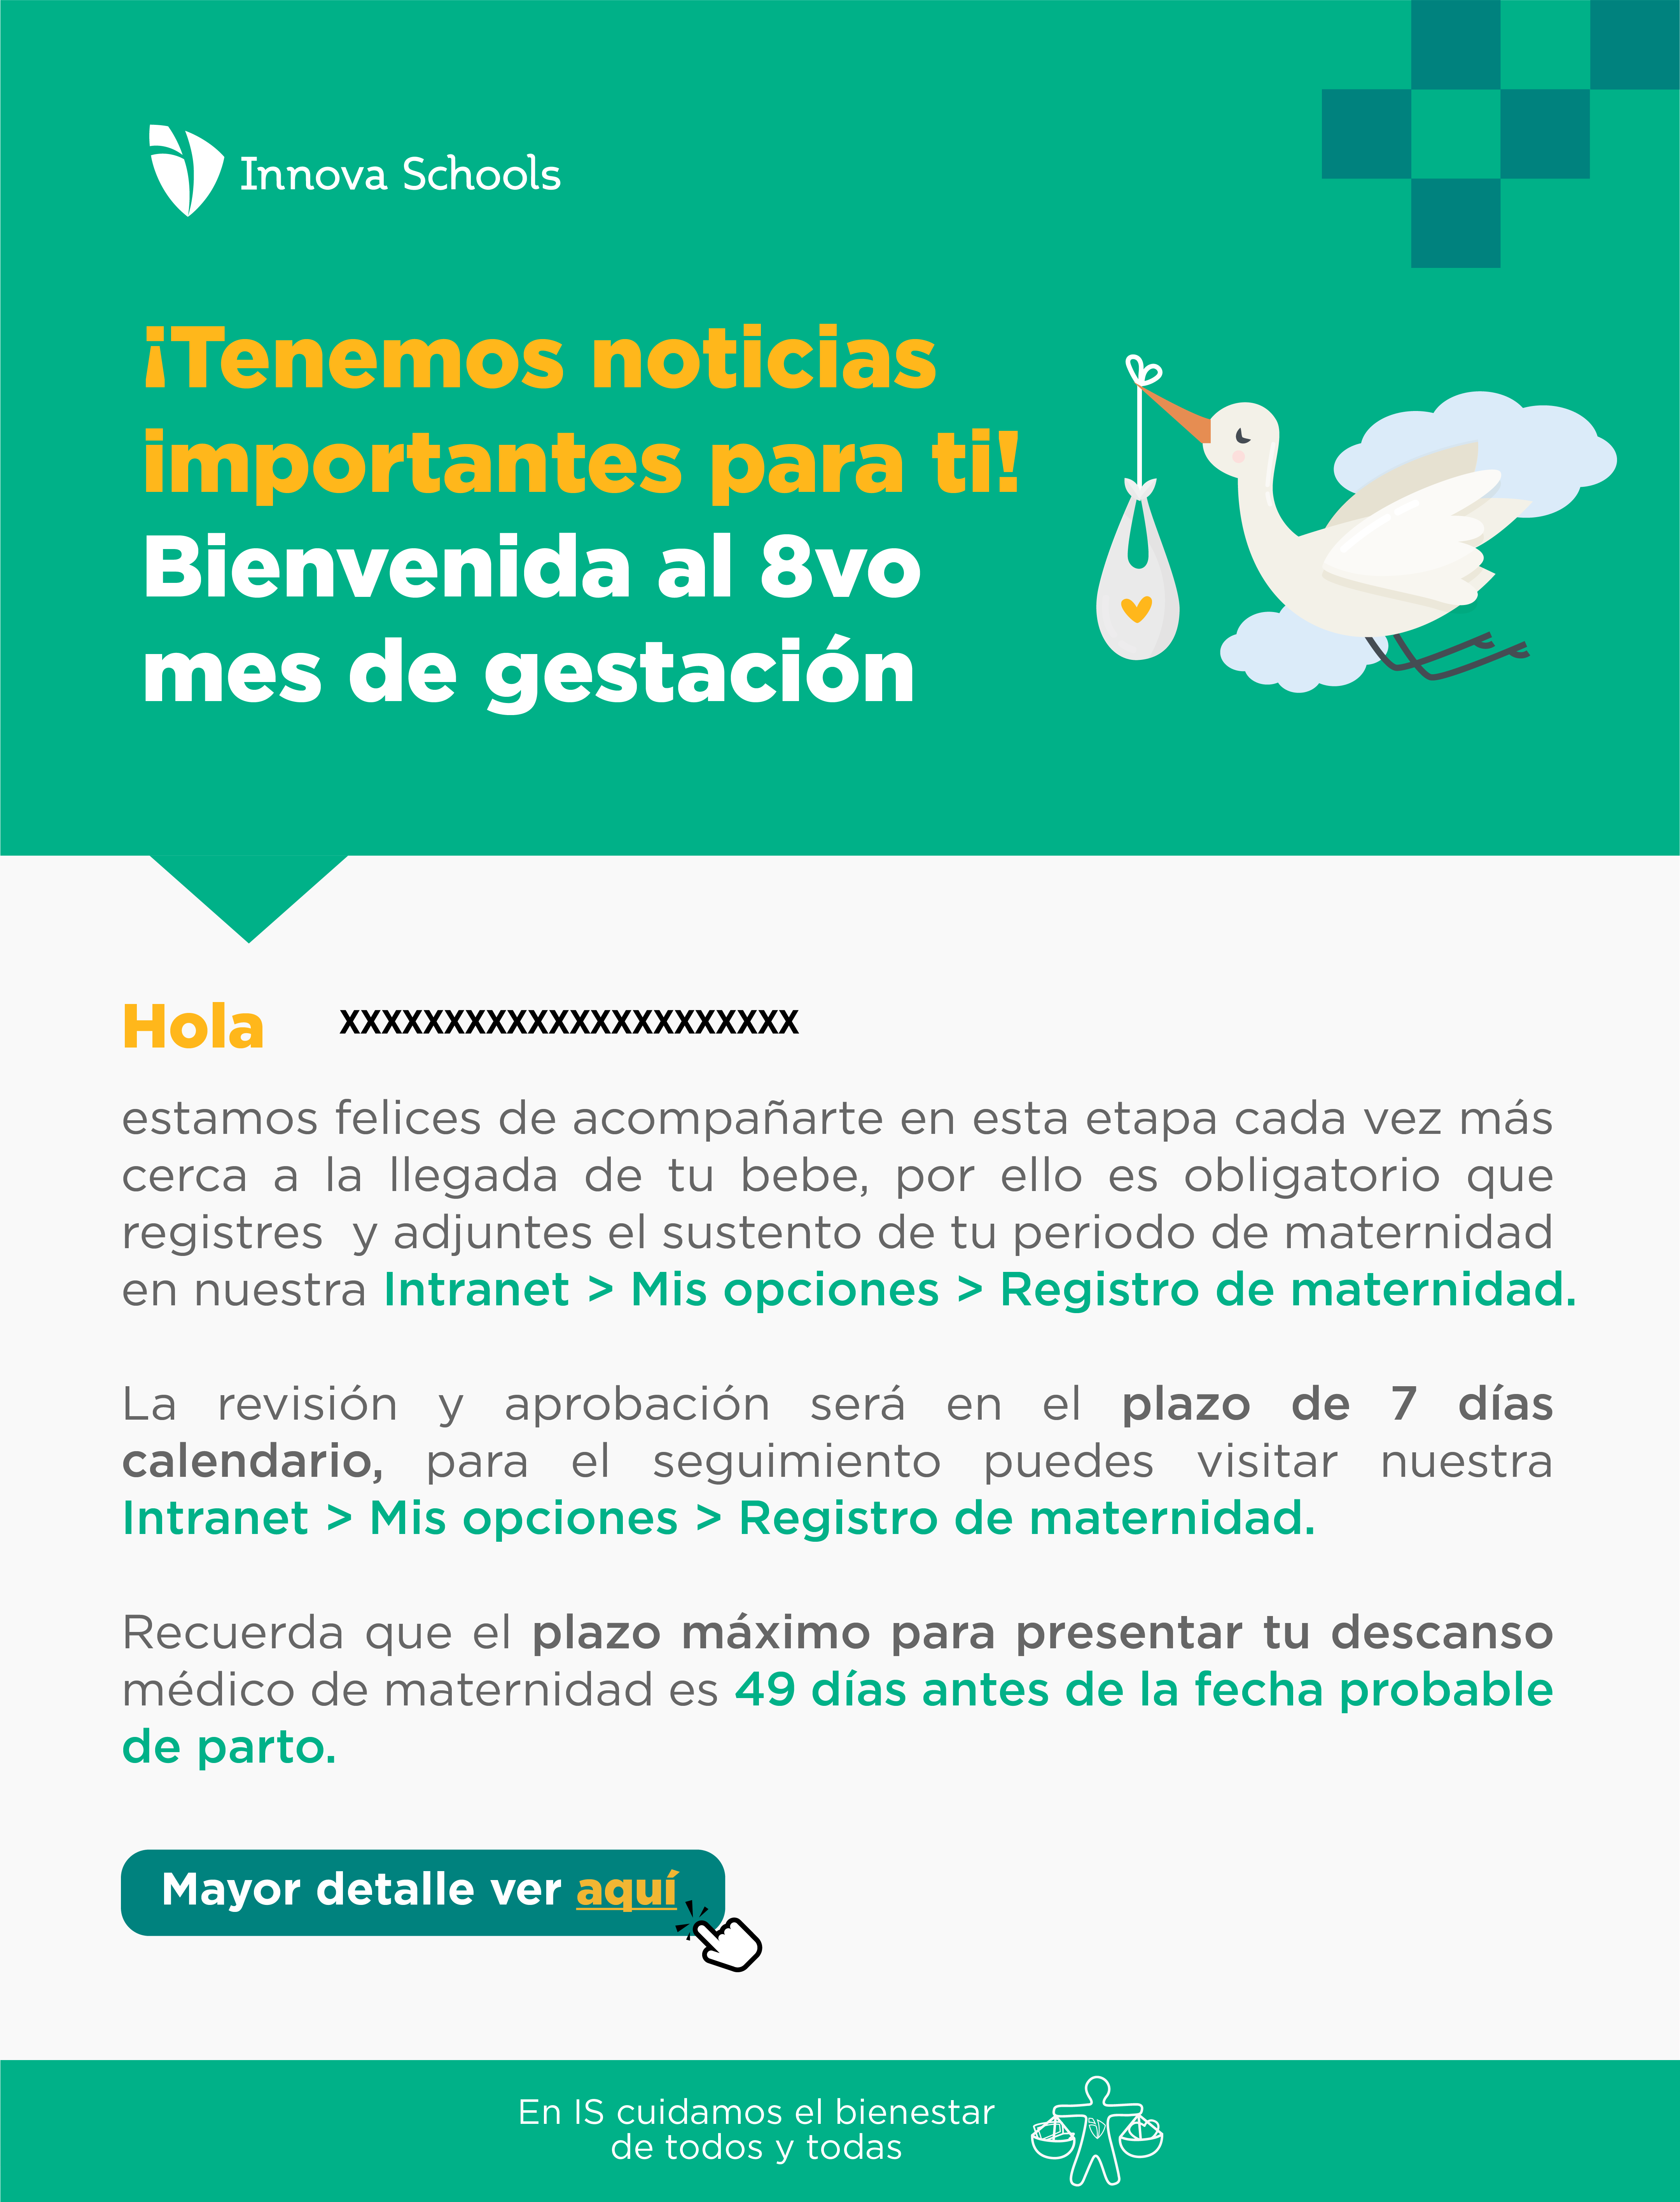 Innova Schools
¡Tenemos noticias
importantes para ti!
Bienvenida al 8vo
mes de gestación
Hola XXXXXXXXXXXXXXXXXXXXXX
estamos felices de acompañarte en esta etapa cada vez más
cerca a la llegada de tu bebe, por ello es obligatorio que
registres y adjuntes el sustento de tu periodo de maternidad
en nuestra Intranet > Mis opciones > Registro de maternidad.
La revisión y aprobación será en el plazo de 7 días
calendario, para el seguimiento puedes visitar nuestra
Intranet > Mis opciones > Registro de maternidad.
Recuerda que el plazo máximo para presentar tu descanso
médico de maternidad es 49 días antes de la fecha probable
de parto.
Mayor detalle ver aquí
En IS cuidamos el bienestar
de todos y todas